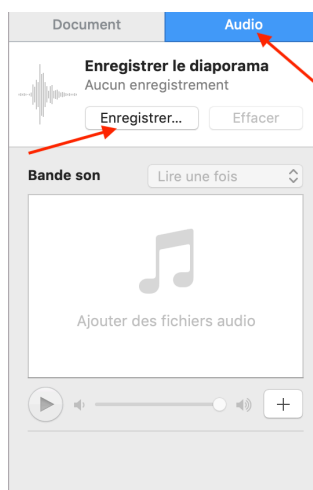 Document Audio
Enregistrer le diaporama
Aucun enregistrement
Enregistrer... Effacer
Bande son Lire une fois
Ajouter des fichiers audio